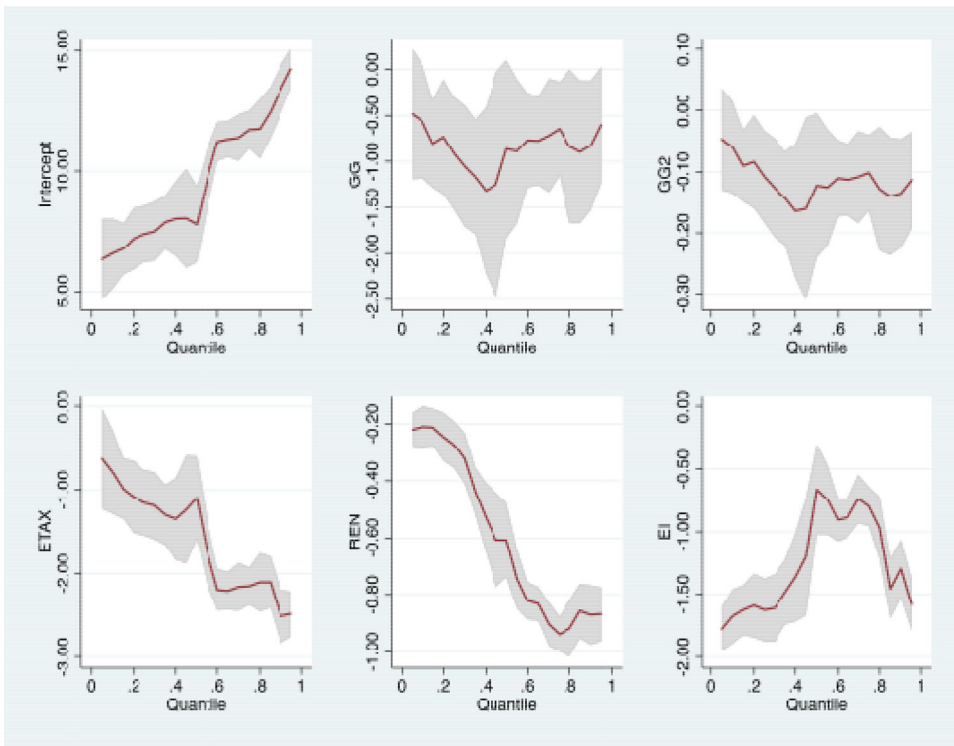 Intercept
5.00 10.00 15.00
0 .2 .4 .6 .8 1
Quantile
GG
-2.50 -2.00 -1.50 -1.00 -0.50 0.00
0 .2 .4 .6 .8 1
Quantile
GG2
-0.30 -0.20 -0.10 0.00 0.10
0 .2 .4 .6 .8 1
Quantile
ETAX
-3.00 -2.00 -1.00 0.00
0 .2 .4 .6 .8 1
Quantile
REN
-1.00 -0.80 -0.60 -0.40 -0.20
0 .2 .4 .6 .8 1
Quantile
EI
-2.00 -1.50 -1.00 -0.50 0.00
0 .2 .4 .6 .8 1
Quantile